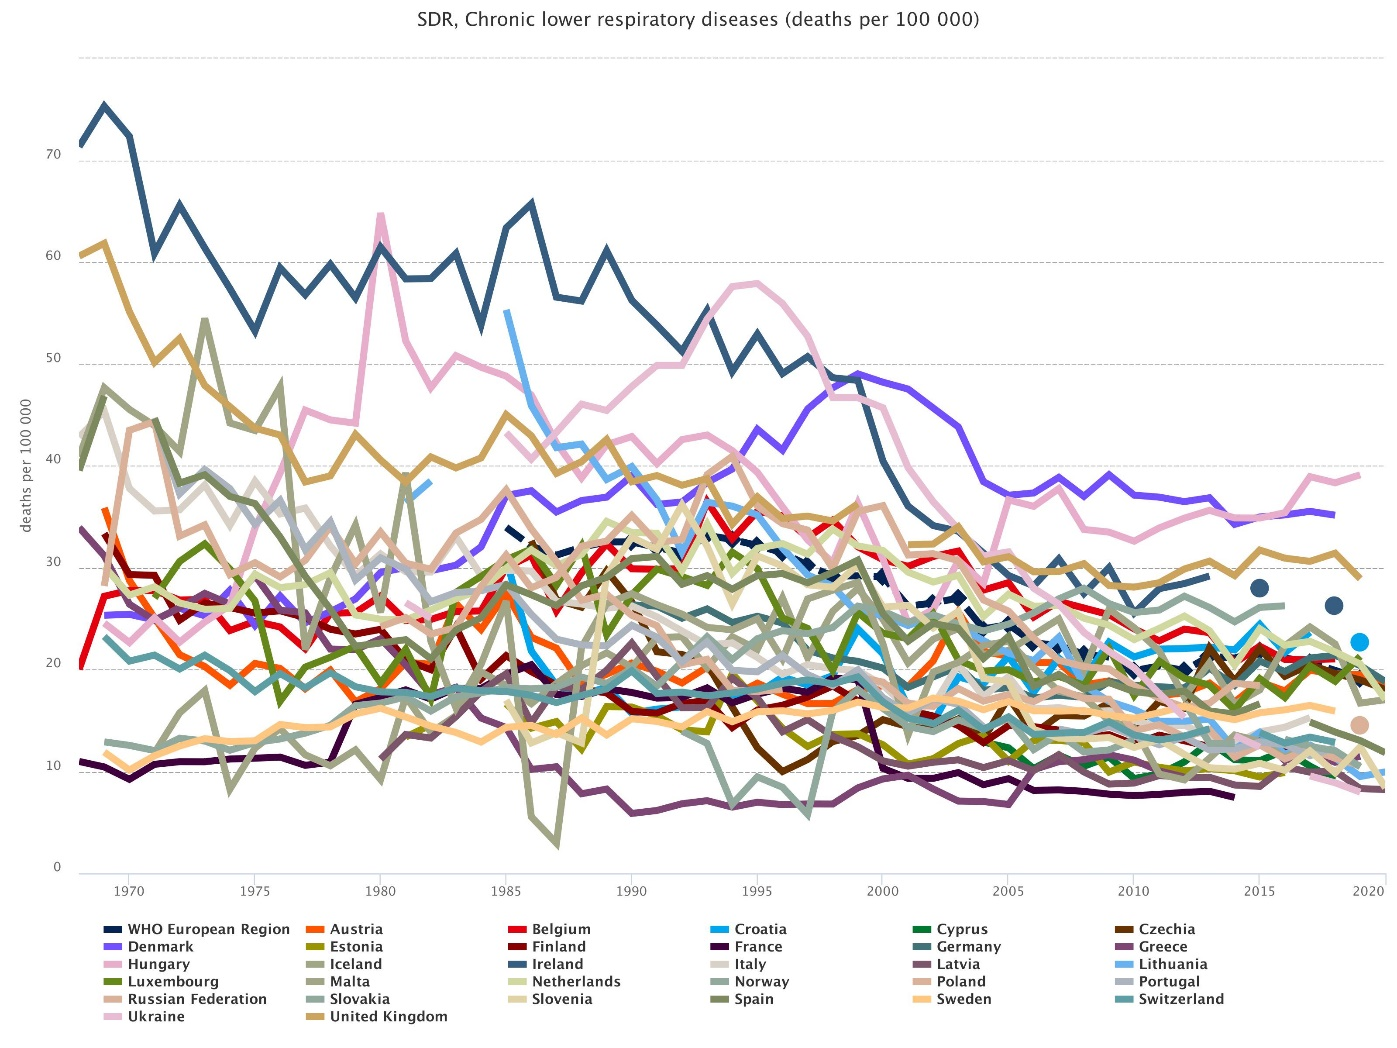 SDR, Chronic lower respiratory diseases (deaths per 100 000)
deaths per 100 000
70
60
50
40
30
20
10
0
1970 1975 1980 1985 1990 1995 2000 2005 2010 2015 2020
WHO European Region Austria Belgium Croatia Cyprus Czechia
Denmark Estonia Finland France Germany Greece
Hungary Iceland Ireland Italy Latvia Lithuania
Luxembourg Malta Netherlands Norway Poland Portugal
Russian Federation Slovakia Slovenia Spain Sweden Switzerland
Ukraine United Kingdom